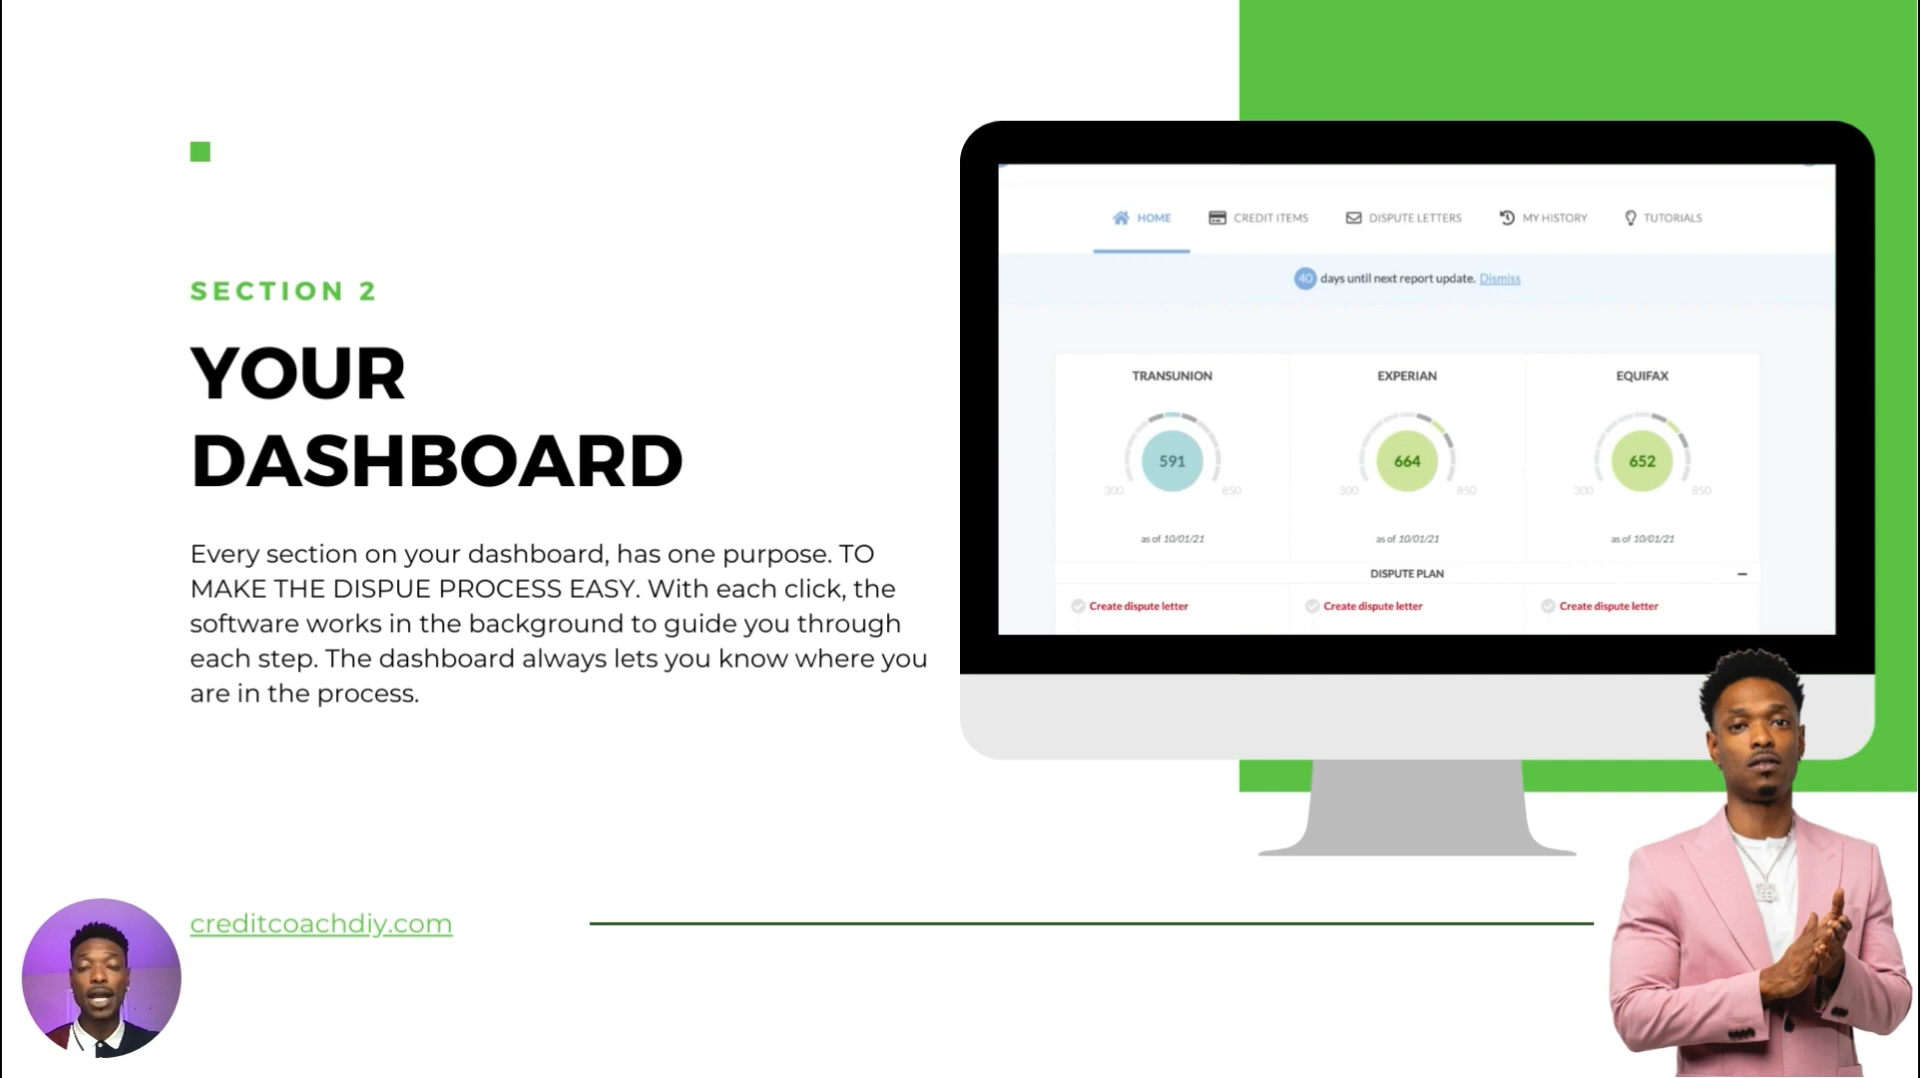 SECTION 2
YOUR
DASHBOARD
Every section on your dashboard, has one purpose. TO
MAKE THE DISPUE PROCESS EASY. With each click, the
software works in the background to guide you through
each step. The dashboard always lets you know where you
are in the process.
creditcoachdiy.com
HOME CREDIT ITEMS DISPUTE LETTERS MY HISTORY TUTORIALS
40 days until next report update. Dismiss
TRANSUNION EXPERIAN EQUIFAX
591 664 652
300 850 300 850 300 850
as of 10/01/21 as of 10/01/21 as of 10/01/21
DISPUTE PLAN
Create dispute letter Create dispute letter Create dispute letter